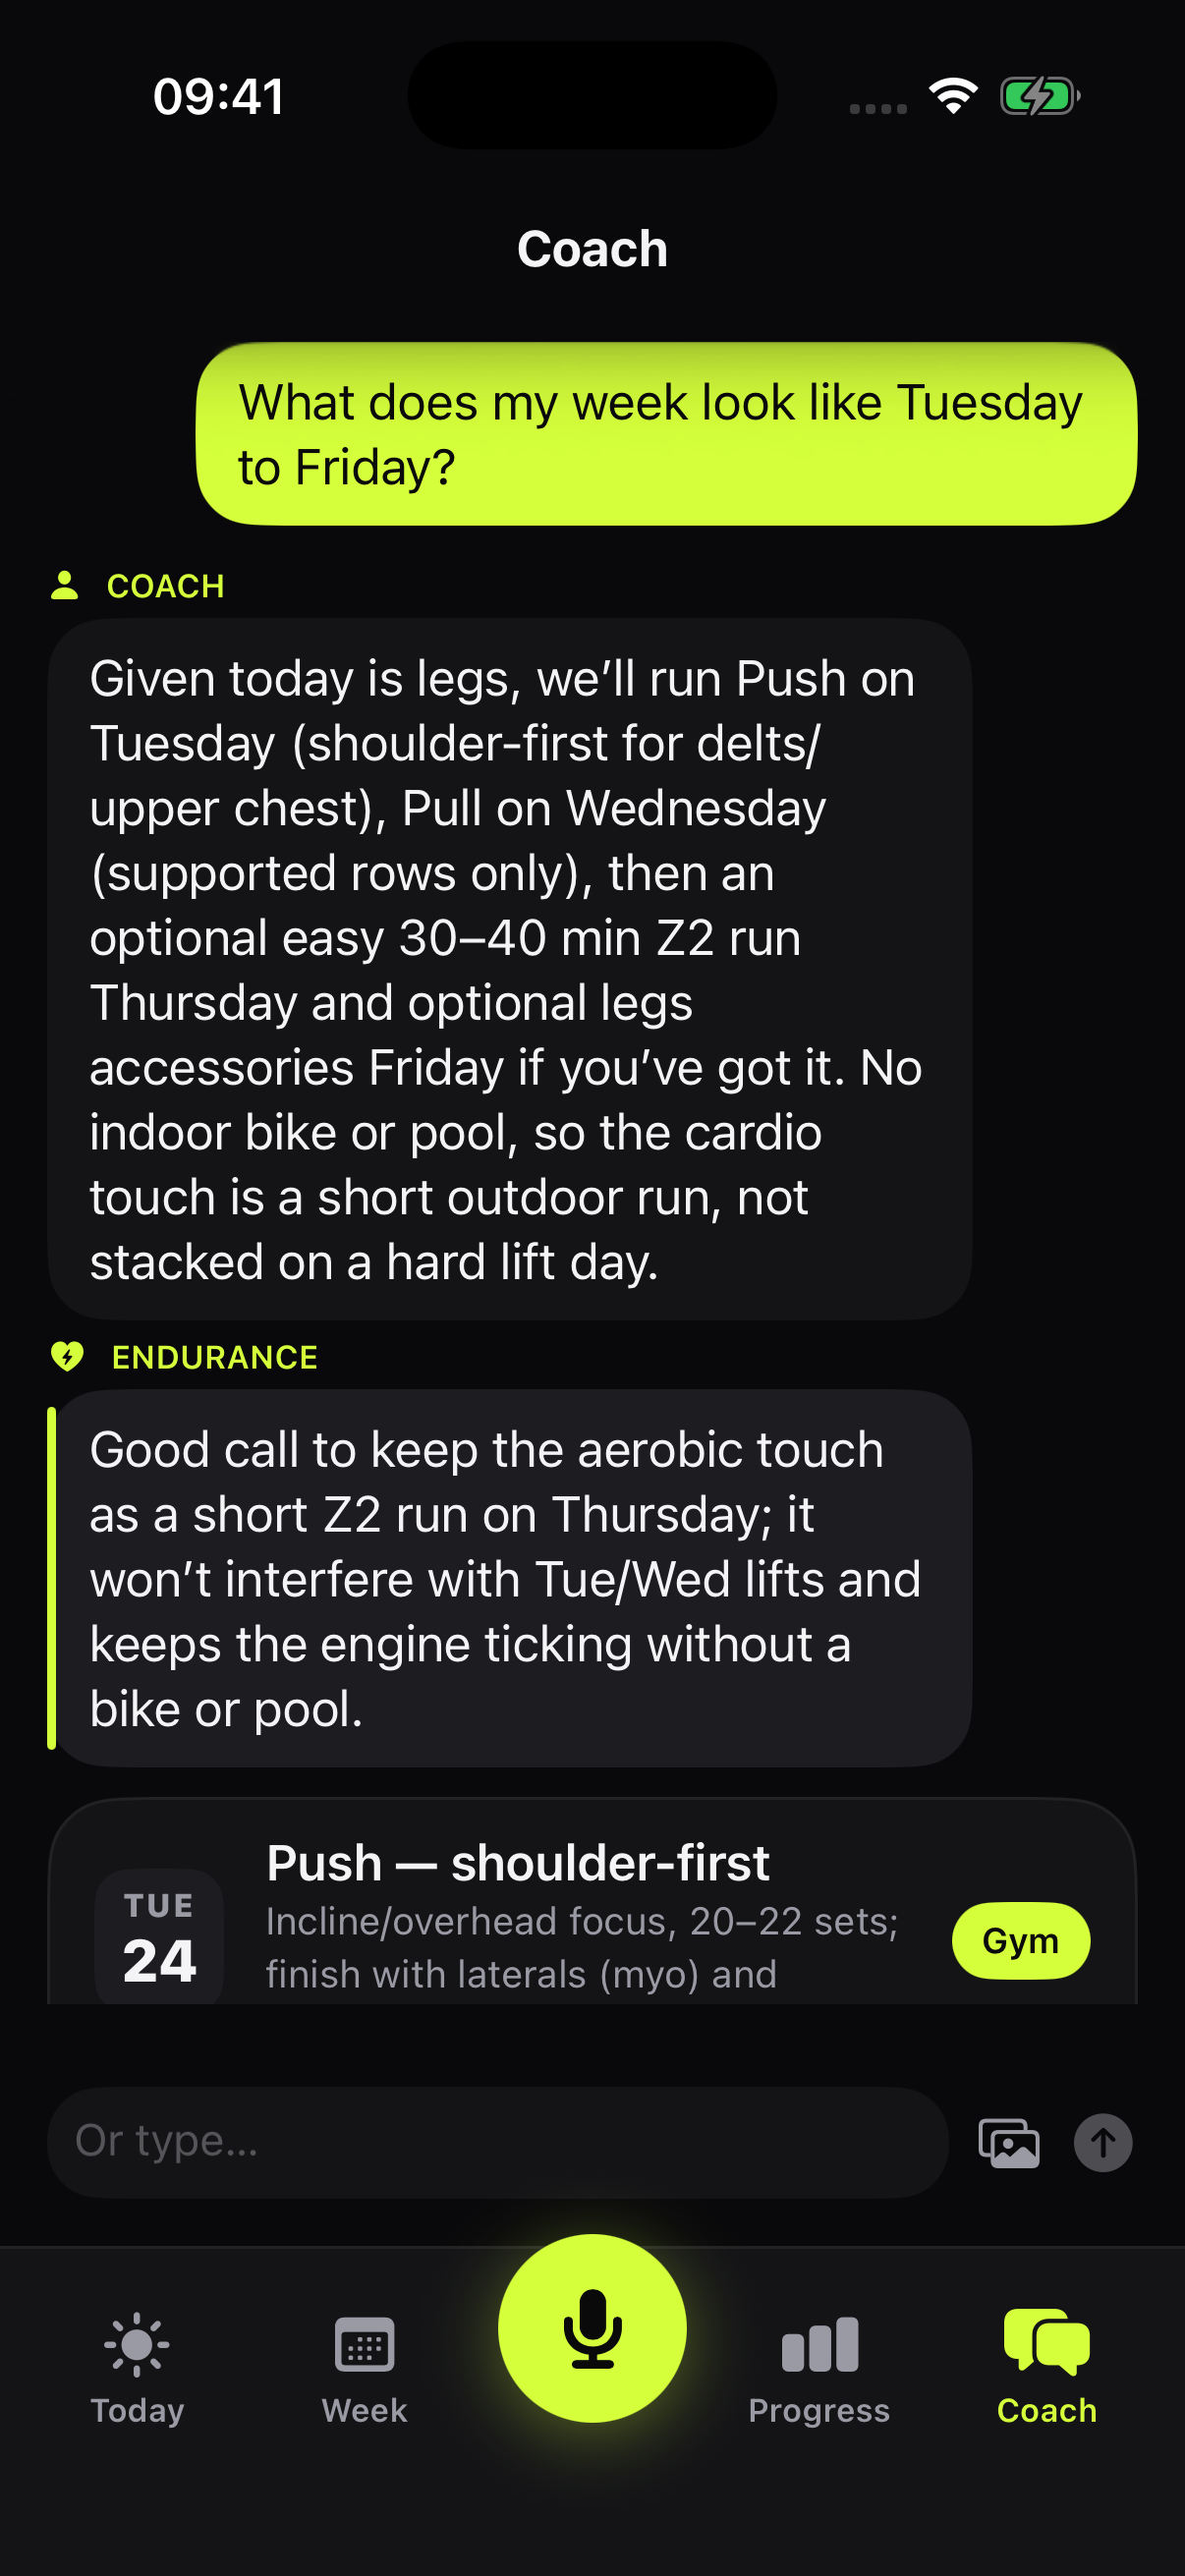 09:41
Coach
What does my week look like Tuesday
to Friday?
COACH
Given today is legs, we’ll run Push on
Tuesday (shoulder-first for delts/
upper chest), Pull on Wednesday
(supported rows only), then an
optional easy 30–40 min Z2 run
Thursday and optional legs
accessories Friday if you’ve got it. No
indoor bike or pool, so the cardio
touch is a short outdoor run, not
stacked on a hard lift day.
ENDURANCE
Good call to keep the aerobic touch
as a short Z2 run on Thursday; it
won’t interfere with Tue/Wed lifts and
keeps the engine ticking without a
bike or pool.
Push — shoulder-first
TUE
24
Incline/overhead focus, 20–22 sets;
finish with laterals (myo) and
Gym
Or type...
Today
Week
Progress
Coach